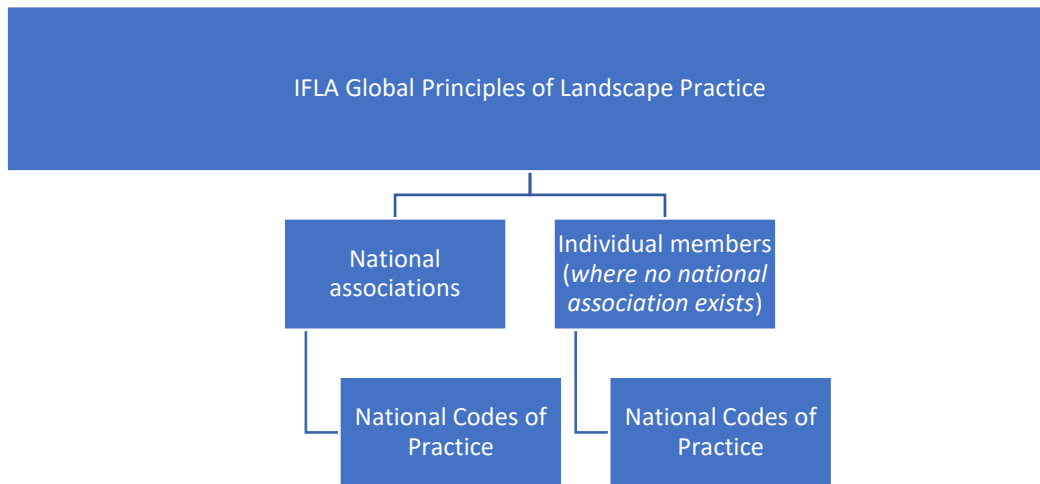 IFLA Global Principles of Landscape Practice
National
associations
Individual members
(where no national
association exists)
National Codes of
Practice
National Codes of
Practice